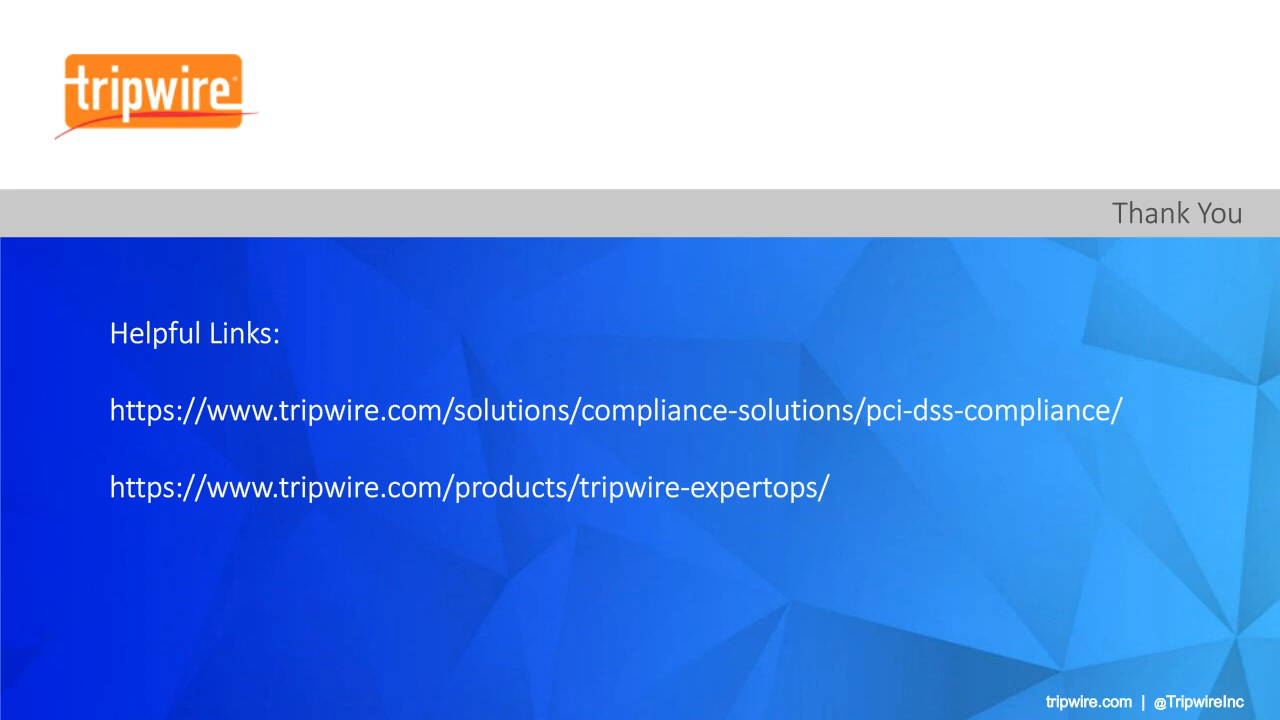 tripwire®
Thank You
Helpful Links:
https://www.tripwire.com/solutions/compliance-solutions/pci-dss-compliance/
https://www.tripwire.com/products/tripwire-expertops/
tripwire.com | @TripwireInc